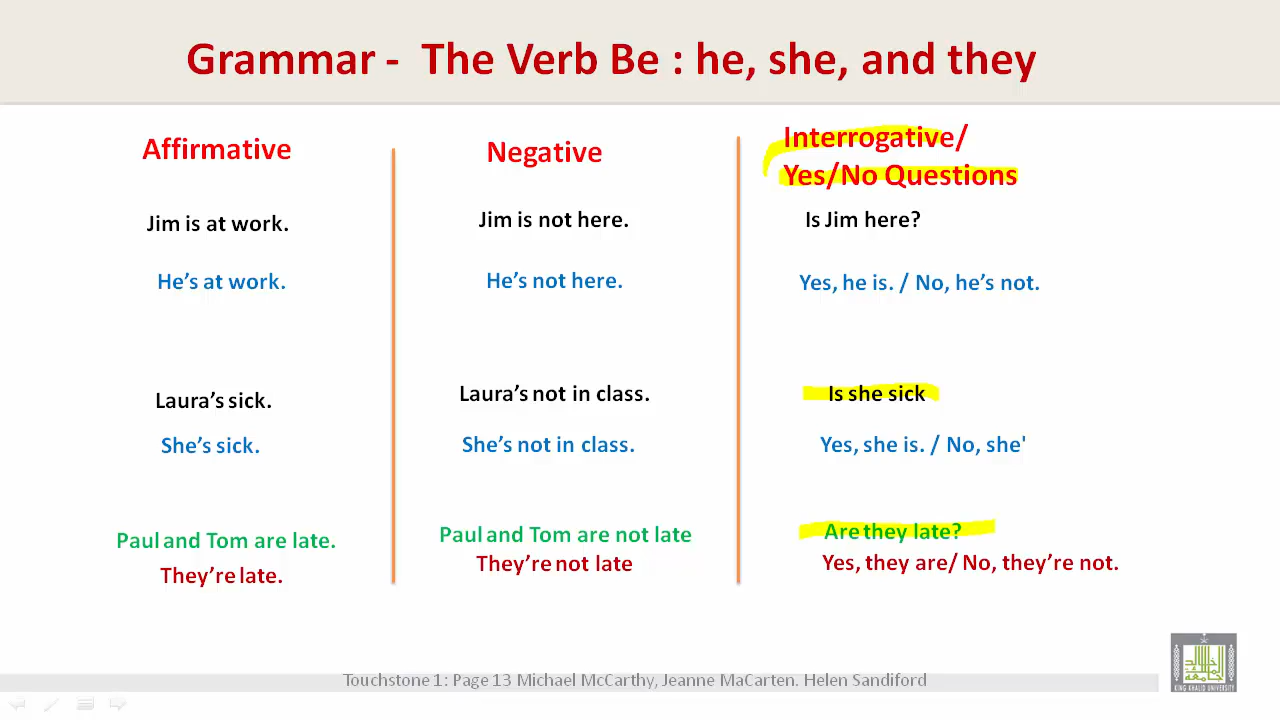 Grammar -  The Verb Be : he, she, and they
Affirmative
Jim is at work.
He’s at work.
Laura’s sick.
She’s sick.
Paul and Tom are late.
They’re late.
Negative
Jim is not here.
He’s not here.
Laura’s not in class.
She’s not in class.
Paul and Tom are not late
They’re not late
Interrogative/
Yes/No Questions
Is Jim here?
Yes, he is. / No, he’s not.
Is she sick
Yes, she is. / No, she'
Are they late?
Yes, they are/ No, they’re not.
Touchstone 1: Page 13 Michael McCarthy, Jeanne MaCarten. Helen Sandiford
KING KHALID UNIVERSITY